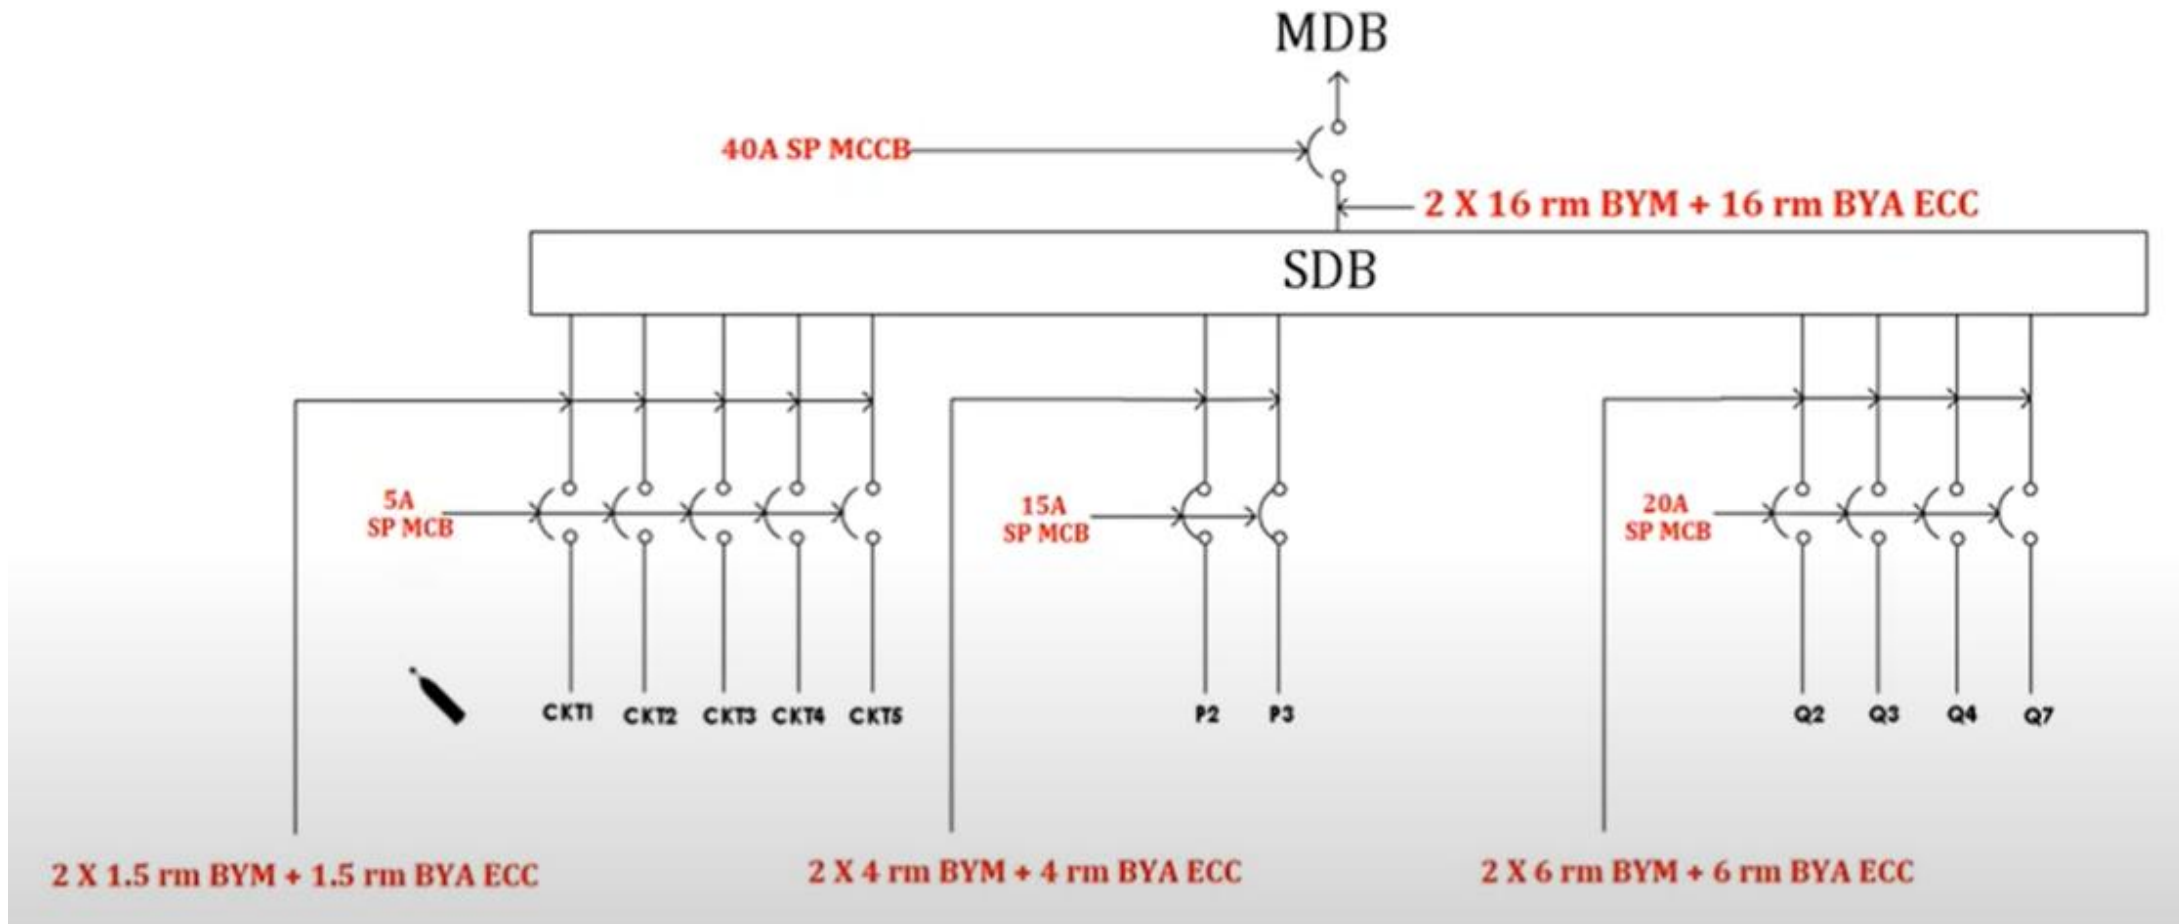 MDB
40A SP MCCB
2 X 16 rm BYM + 16 rm BYA ECC
SDB
5A
SP MCB
15A
SP MCB
20A
SP MCB
CKT1 CKT2 CKT3 CKT4 CKT5
P2 P3
Q2 Q3 Q4 Q7
2 X 1.5 rm BYM + 1.5 rm BYA ECC
2 X 4 rm BYM + 4 rm BYA ECC
2 X 6 rm BYM + 6 rm BYA ECC